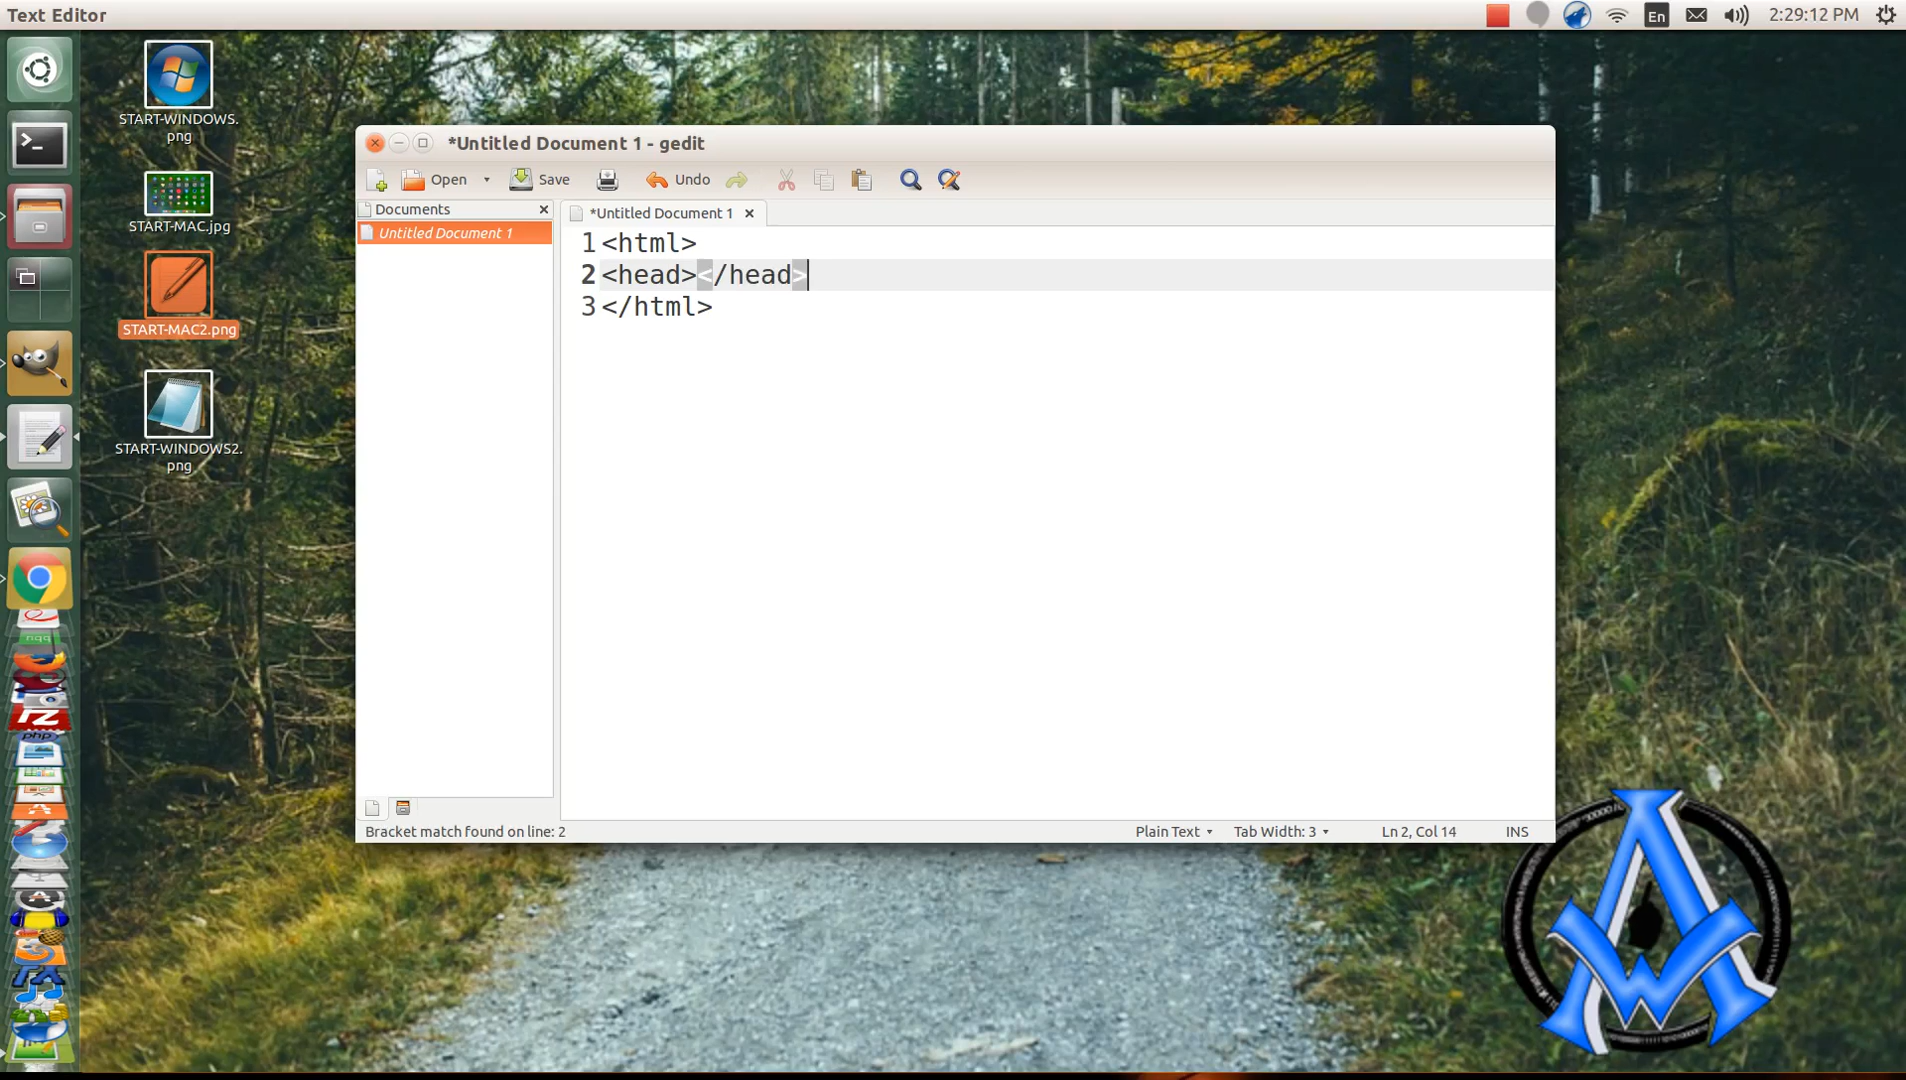 Text Editor
En
2:29:12 PM
START-WINDOWS.
png
START-MAC.jpg
START-MAC2.png
START-WINDOWS2.
png
*Untitled Document 1 - gedit
Open
Save
Undo
Documents
Untitled Document 1
*Untitled Document 1
1 <html>
2 <head></head>
3 </html>
Bracket match found on line: 2
Plain Text
Tab Width: 3
Ln 2, Col 14
INS
php